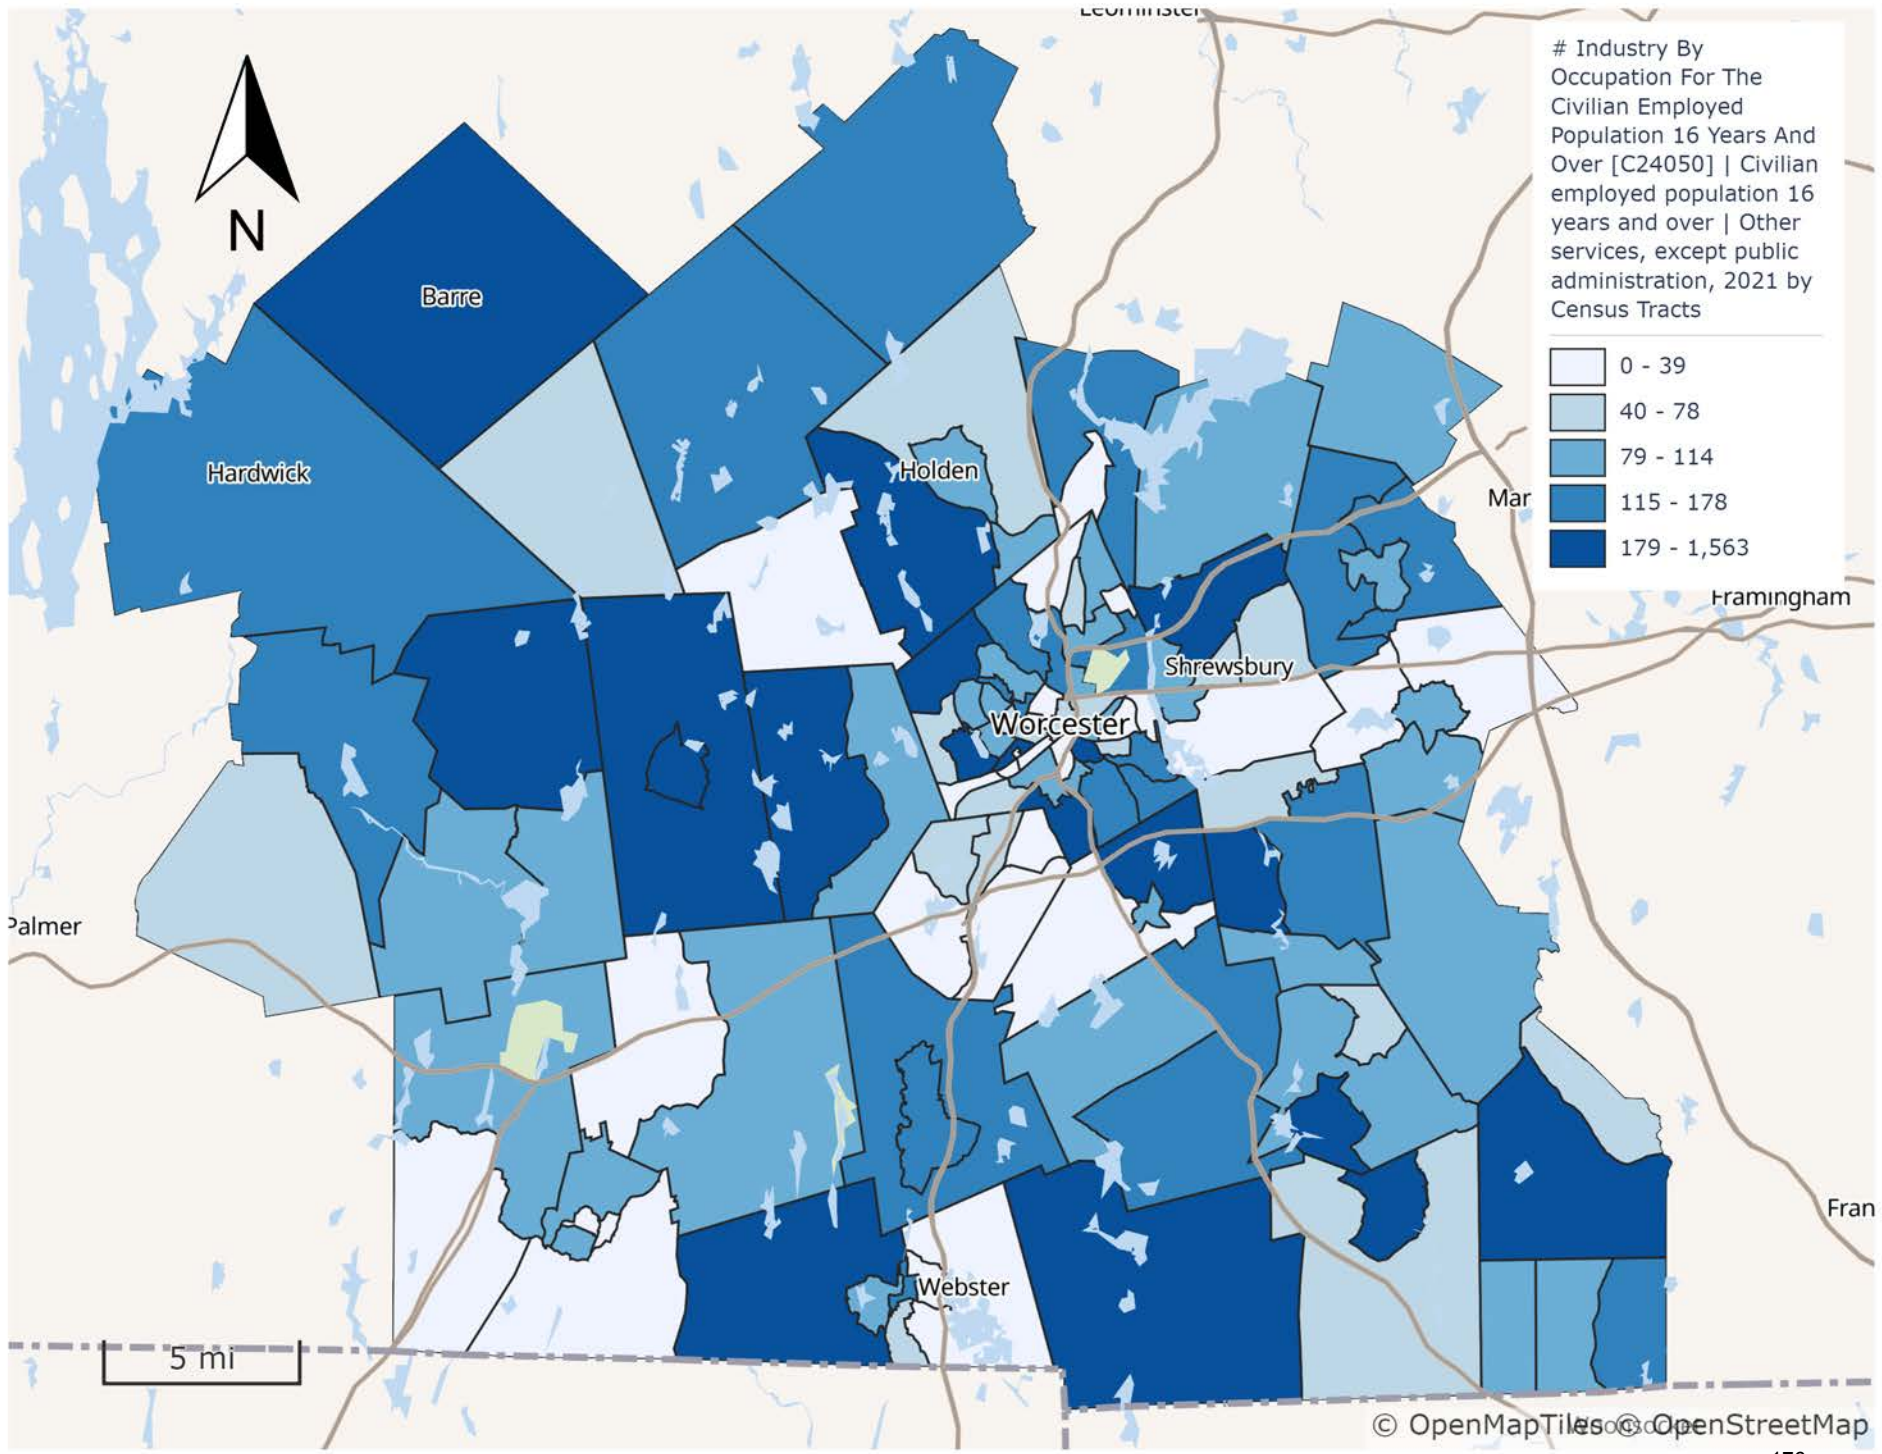 Leominster
# Industry By
Occupation For The
Civilian Employed
Population 16 Years And
Over [C24050] | Civilian
employed population 16
years and over | Other
services, except public
administration, 2021 by
Census Tracts
0 - 39
40 - 78
79 - 114
115 - 178
179 - 1,563
N
Barre
Hardwick
Holden
Mar
Framingham
Shrewsbury
Worcester
Palmer
Fran
Webster
5 mi
© OpenMapTiles © OpenStreetMap